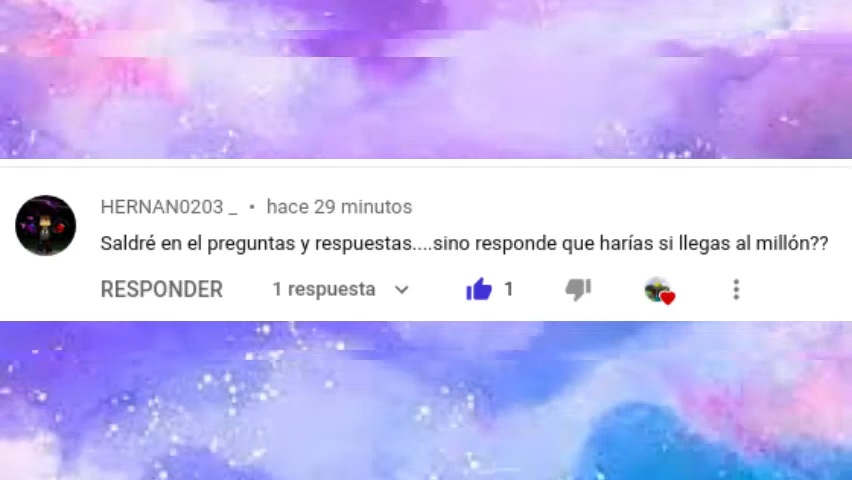 HERNAN0203 _ • hace 29 minutos
Saldré en el preguntas y respuestas....sino responde que harías si llegas al millón??
RESPONDER 1 respuesta 1